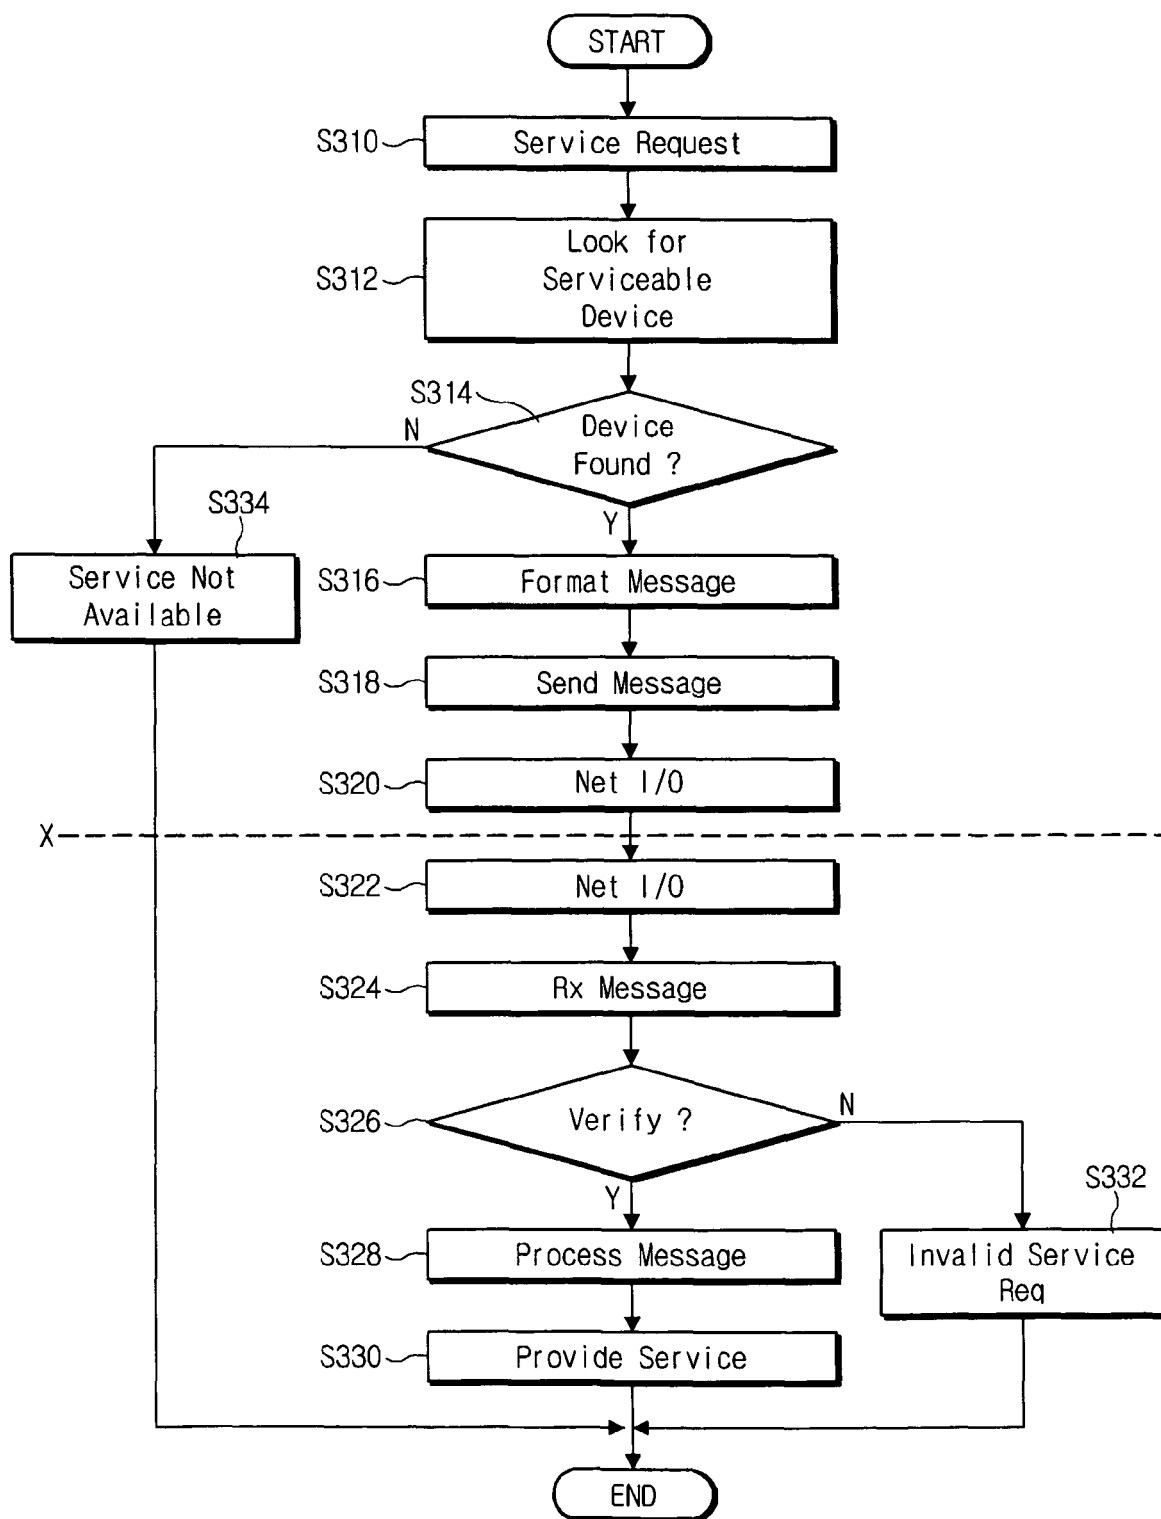 START
S310
Service Request
S312
Look for
Serviceable
Device
S314
N
Device
Found ?
Y
S334
Service Not
Available
S316
Format Message
S318
Send Message
S320
Net I/O
X
S322
Net I/O
S324
Rx Message
S326
Verify ?
N
Y
S332
Invalid Service
Req
S328
Process Message
S330
Provide Service
END